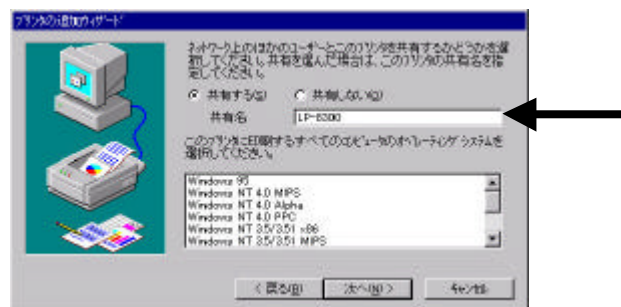 プリンタの追加ウィザード
ネットワーク上のほかのユーザーとこのプリンタを共有するかどうかを選
択してください。共有を選んだ場合は、このプリンタの共有名を指
定してください。
共有する(S) 共有しない(O)
共有名 LP-8300
このプリンタに印刷するすべてのコンピュータのオペレーティング システムを
選択してください。
Windows 95
Windows NT 4.0 MIPS
Windows NT 4.0 Alpha
Windows NT 4.0 PPC
Windows NT 3.5/3.51 x86
Windows NT 3.5/3.51 MIPS
< 戻る(B) 次へ(N) > キャンセル